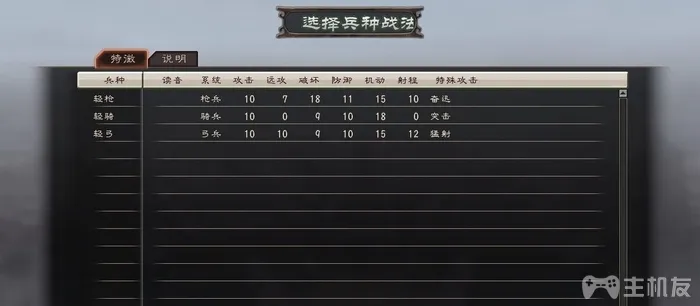 选择兵种战法
特徵 说明
兵种 读音 系统 攻击 远攻 破坏 防御 机动 射程 特殊攻击
轻枪 枪兵 10 7 18 11 15 10 奋迅
轻骑 骑兵 10 0 9 10 18 0 突击
轻弓 弓兵 10 10 9 10 15 12 猛射
主机友